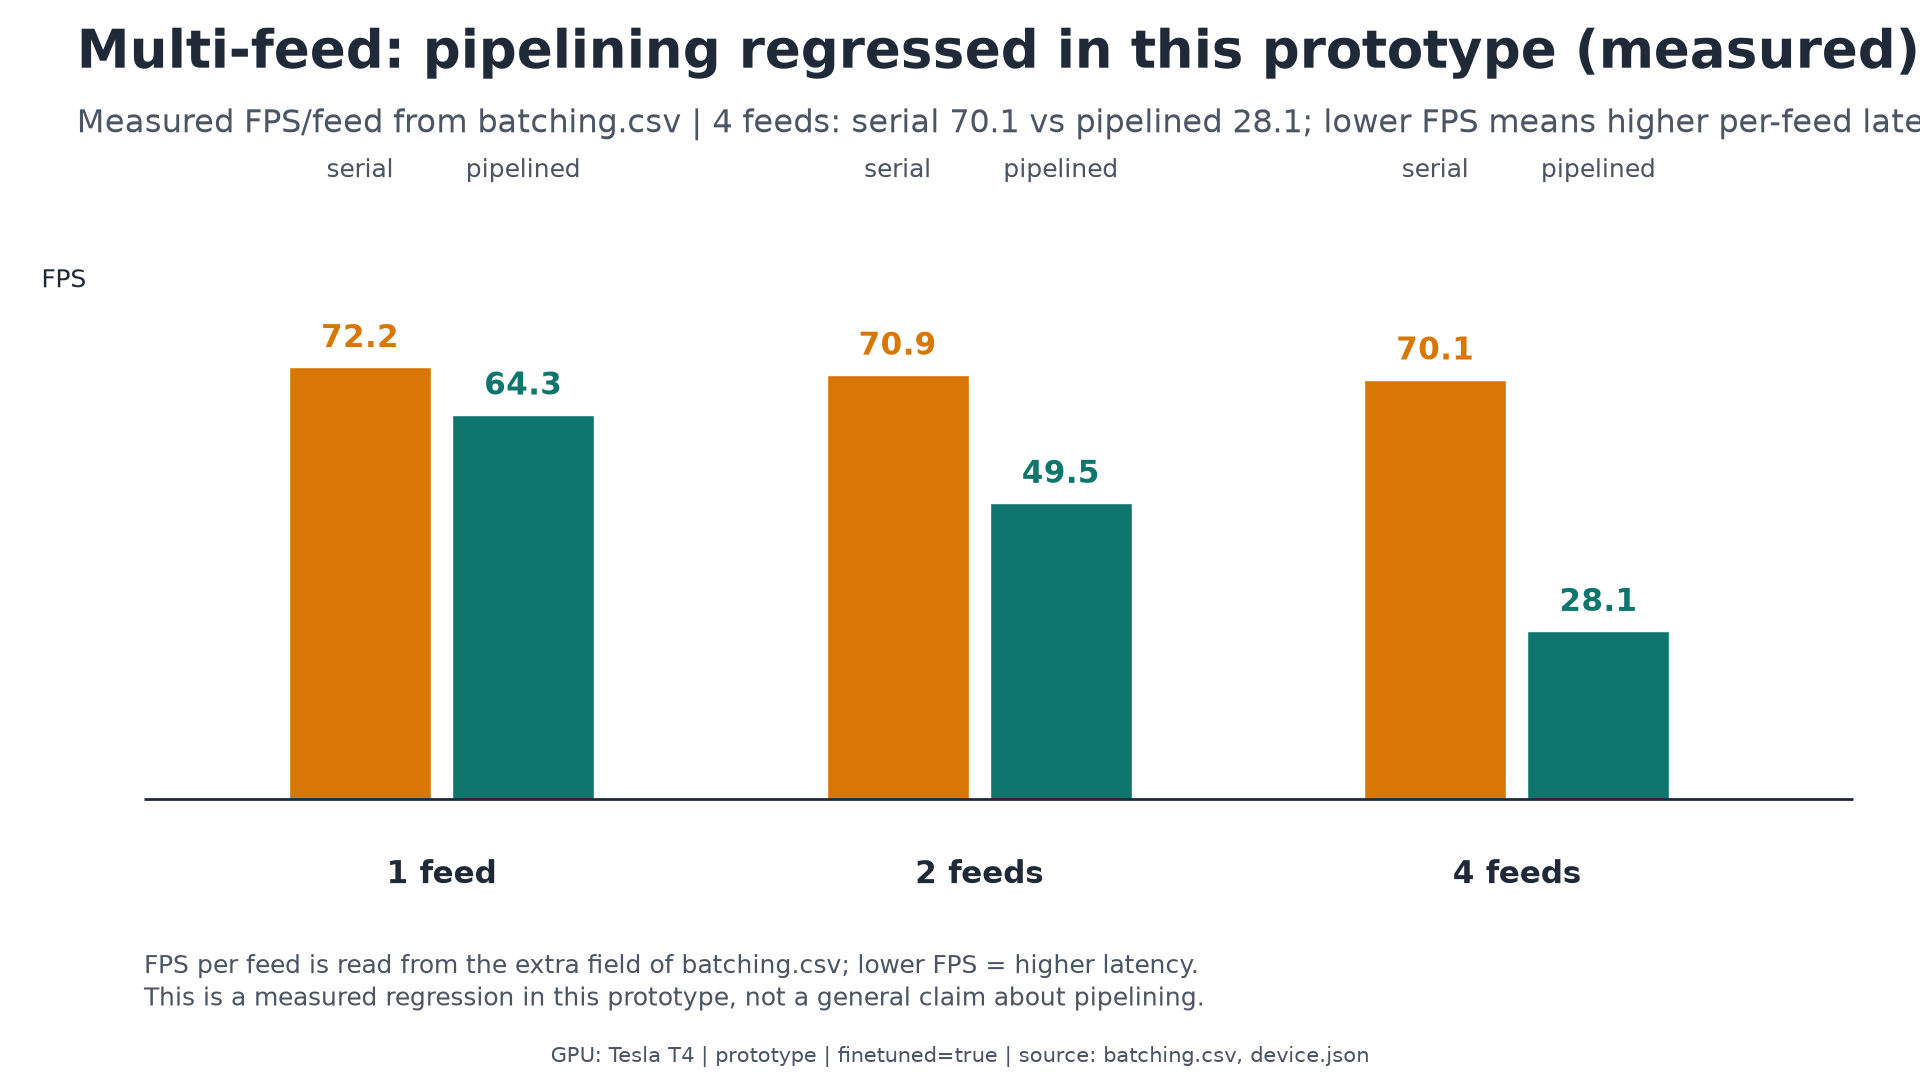 Multi-feed: pipelining regressed in this prototype (measured)
Measured FPS/feed from batching.csv | 4 feeds: serial 70.1 vs pipelined 28.1; lower FPS means higher per-feed late
serial pipelined serial pipelined serial pipelined
FPS
72.2 64.3 70.9 49.5 70.1 28.1
1 feed 2 feeds 4 feeds
FPS per feed is read from the extra field of batching.csv; lower FPS = higher latency.
This is a measured regression in this prototype, not a general claim about pipelining.
GPU: Tesla T4 | prototype | finetuned=true | source: batching.csv, device.json